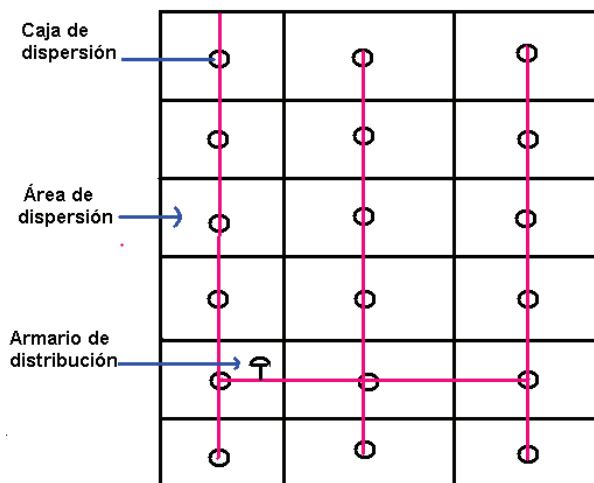 Caja de
dispersión
Área de
dispersión
Armario de
distribución